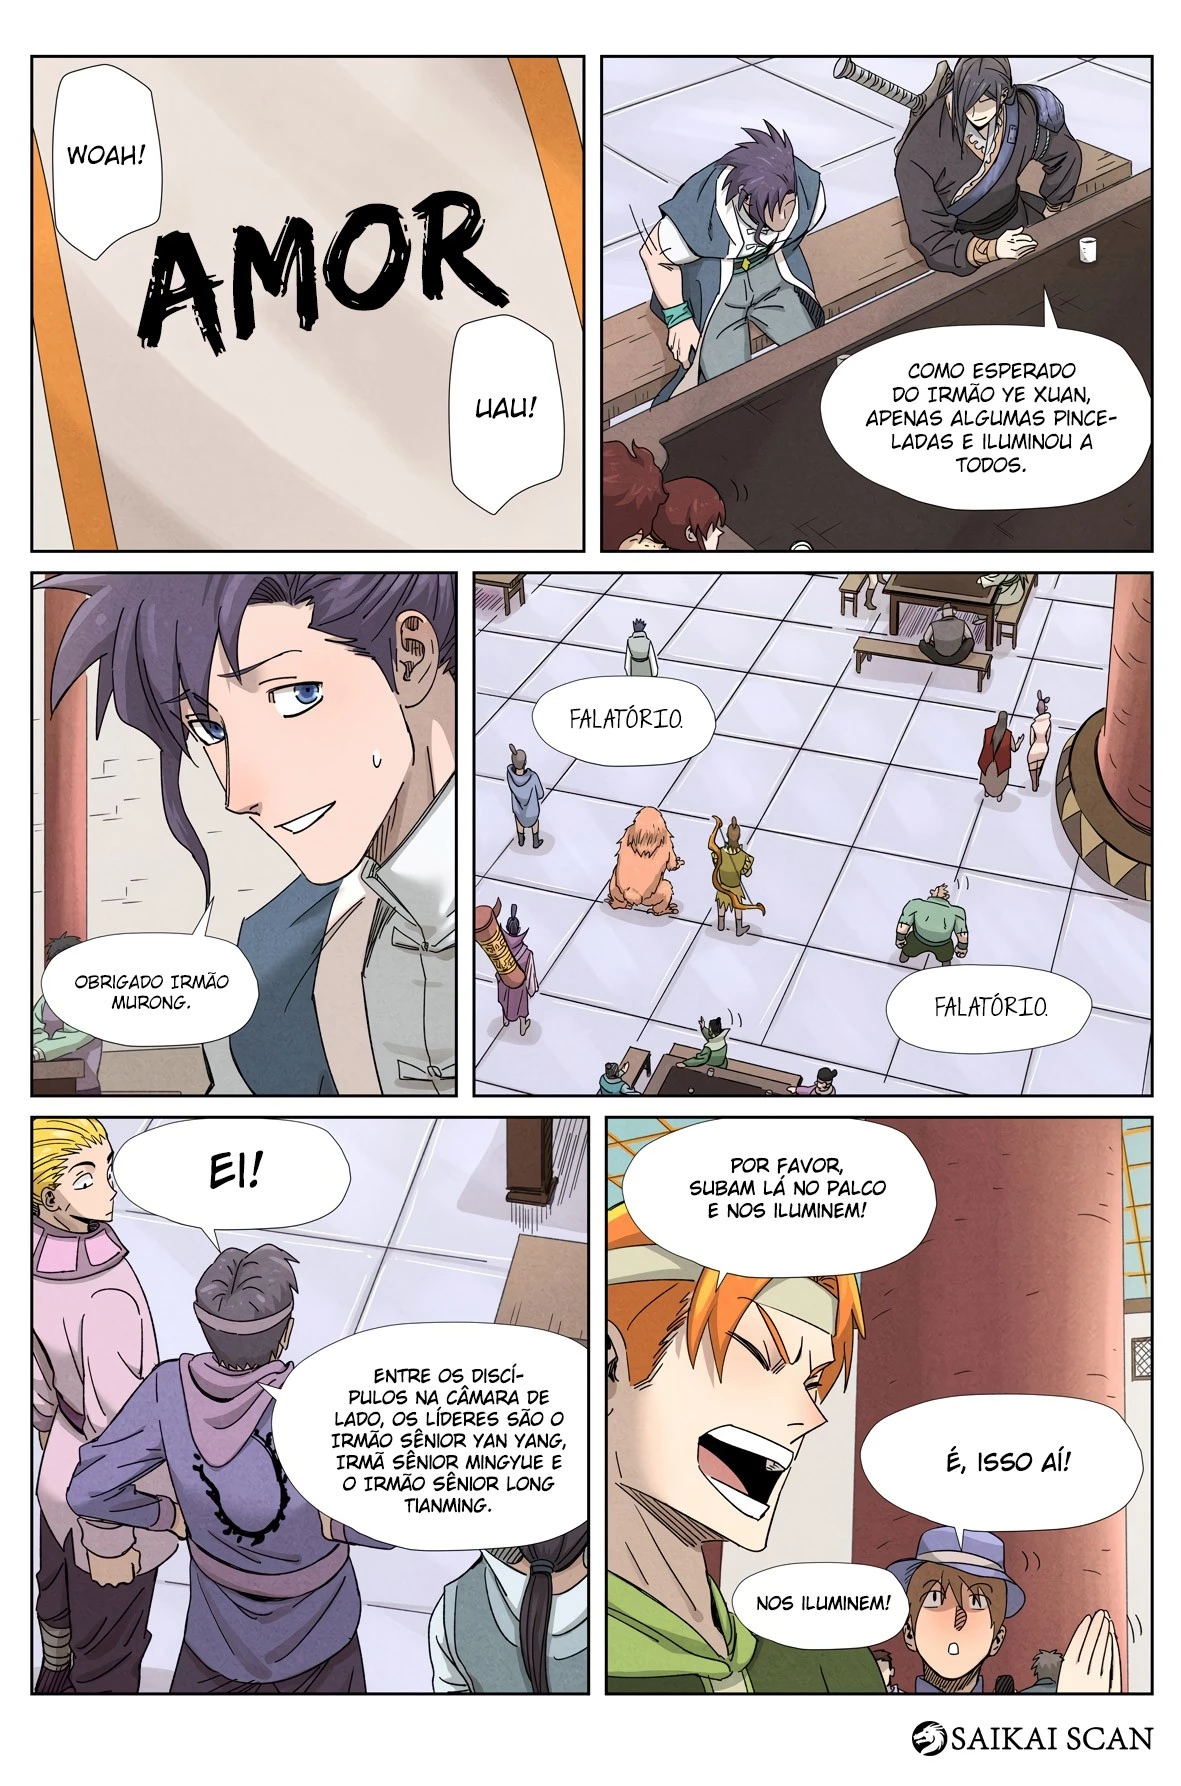 WOAH!
AMOR
UAU!
COMO ESPERADO
DO IRMÃO YE XUAN,
APENAS ALGUMAS PINCE-
LADAS E ILUMINOU A
TODOS.
OBRIGADO IRMÃO
MURONG.
FALATÓRIO.
FALATÓRIO.
EI!
ENTRE OS DISCÍ-
PULOS NA CÂMARA DE
LADO, OS LÍDERES SÃO O
IRMÃO SÊNIOR YAN YANG,
IRMÃ SÊNIOR MINGYUE E
O IRMÃO SÊNIOR LONG
TIANMING.
POR FAVOR,
SUBAM LÁ NO PALCO
E NOS ILUMINEM!
É, ISSO AÍ!
NOS ILUMINEM!
SAIKAI SCAN